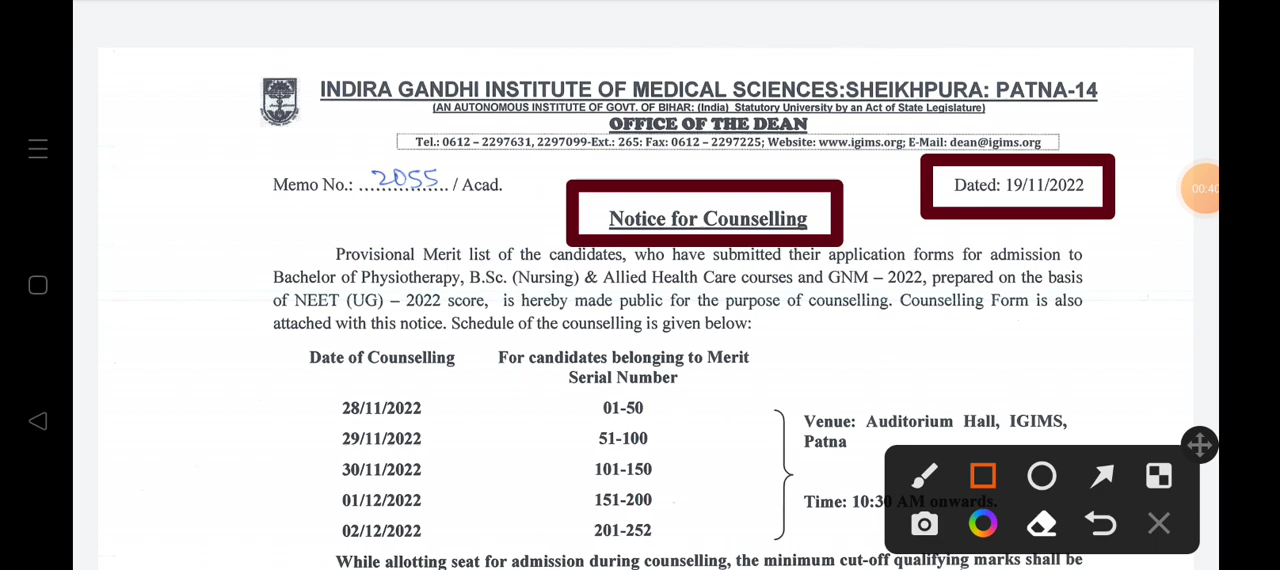 INDIRA GANDHI INSTITUTE OF MEDICAL SCIENCES:SHEIKHPURA: PATNA-14
(AN AUTONOMOUS INSTITUTE OF GOVT. OF BIHAR: (India) Statutory University by an Act of State Legislature)
OFFICE OF THE DEAN
Tel.: 0612 – 2297631, 2297099-Ext.: 265: Fax: 0612 – 2297225; Website: www.igims.org; E-Mail: dean@igims.org
Memo No.: ...2055... / Acad.
Dated: 19/11/2022
00:40
Notice for Counselling
Provisional Merit list of the candidates, who have submitted their application forms for admission to
Bachelor of Physiotherapy, B.Sc. (Nursing) & Allied Health Care courses and GNM – 2022, prepared on the basis
of NEET (UG) – 2022 score, is hereby made public for the purpose of counselling. Counselling Form is also
attached with this notice. Schedule of the counselling is given below:
Date of Counselling For candidates belonging to Merit
Serial Number
28/11/2022 01-50
29/11/2022 51-100
30/11/2022 101-150
01/12/2022 151-200
02/12/2022 201-252
Venue: Auditorium Hall, IGIMS,
Patna
Time: 10:30 AM onwards.
While allotting seat for admission during counselling, the minimum cut-off qualifying marks shall be